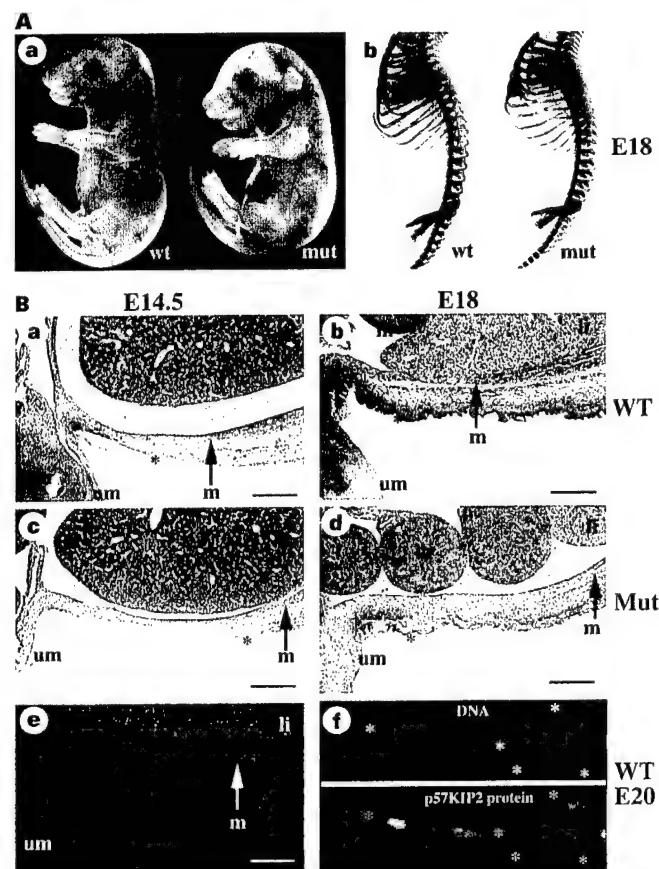 A
a
b
wt
mut
wt
mut
E18
B
E14.5
E18
a
b
li
um
m
um
m
WT
c
d
li
um
m
um
m
Mut
e
li
um
m
f
DNA
p57KIP2 protein
WT
E20